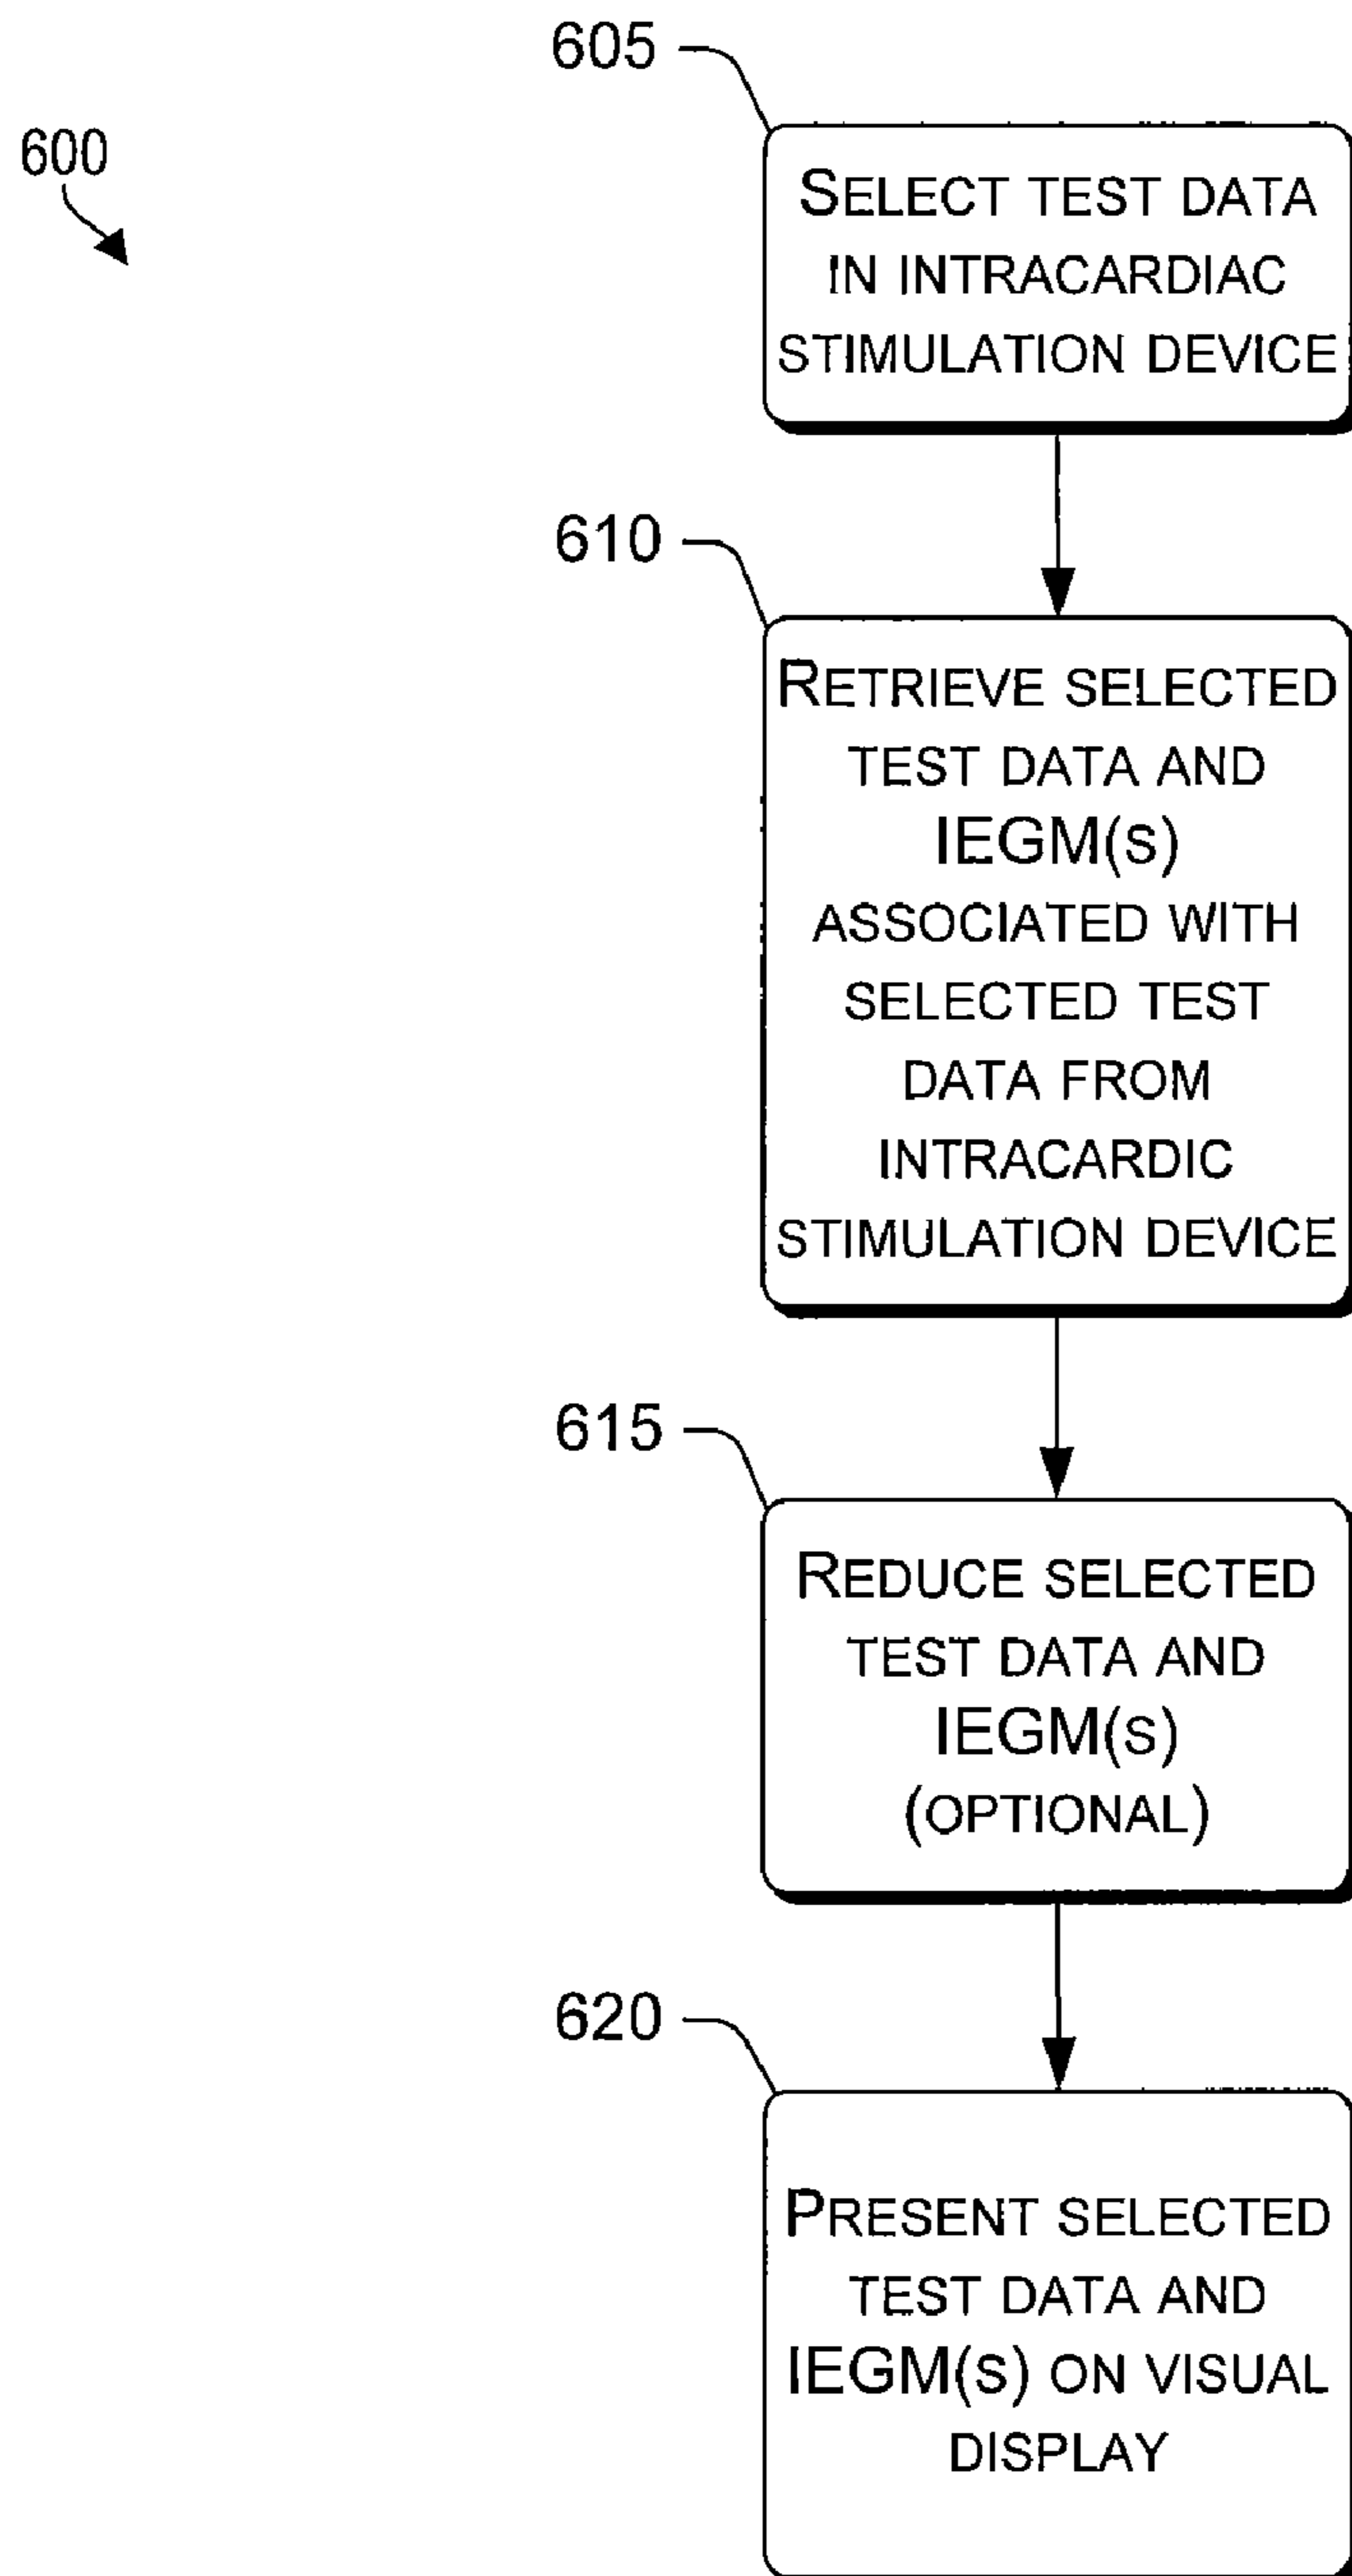 600
605
SELECT TEST DATA
IN INTRACARDIAC
STIMULATION DEVICE
610
RETRIEVE SELECTED
TEST DATA AND
IEGM(S)
ASSOCIATED WITH
SELECTED TEST
DATA FROM
INTRACARDIC
STIMULATION DEVICE
615
REDUCE SELECTED
TEST DATA AND
IEGM(S)
(OPTIONAL)
620
PRESENT SELECTED
TEST DATA AND
IEGM(S) ON VISUAL
DISPLAY